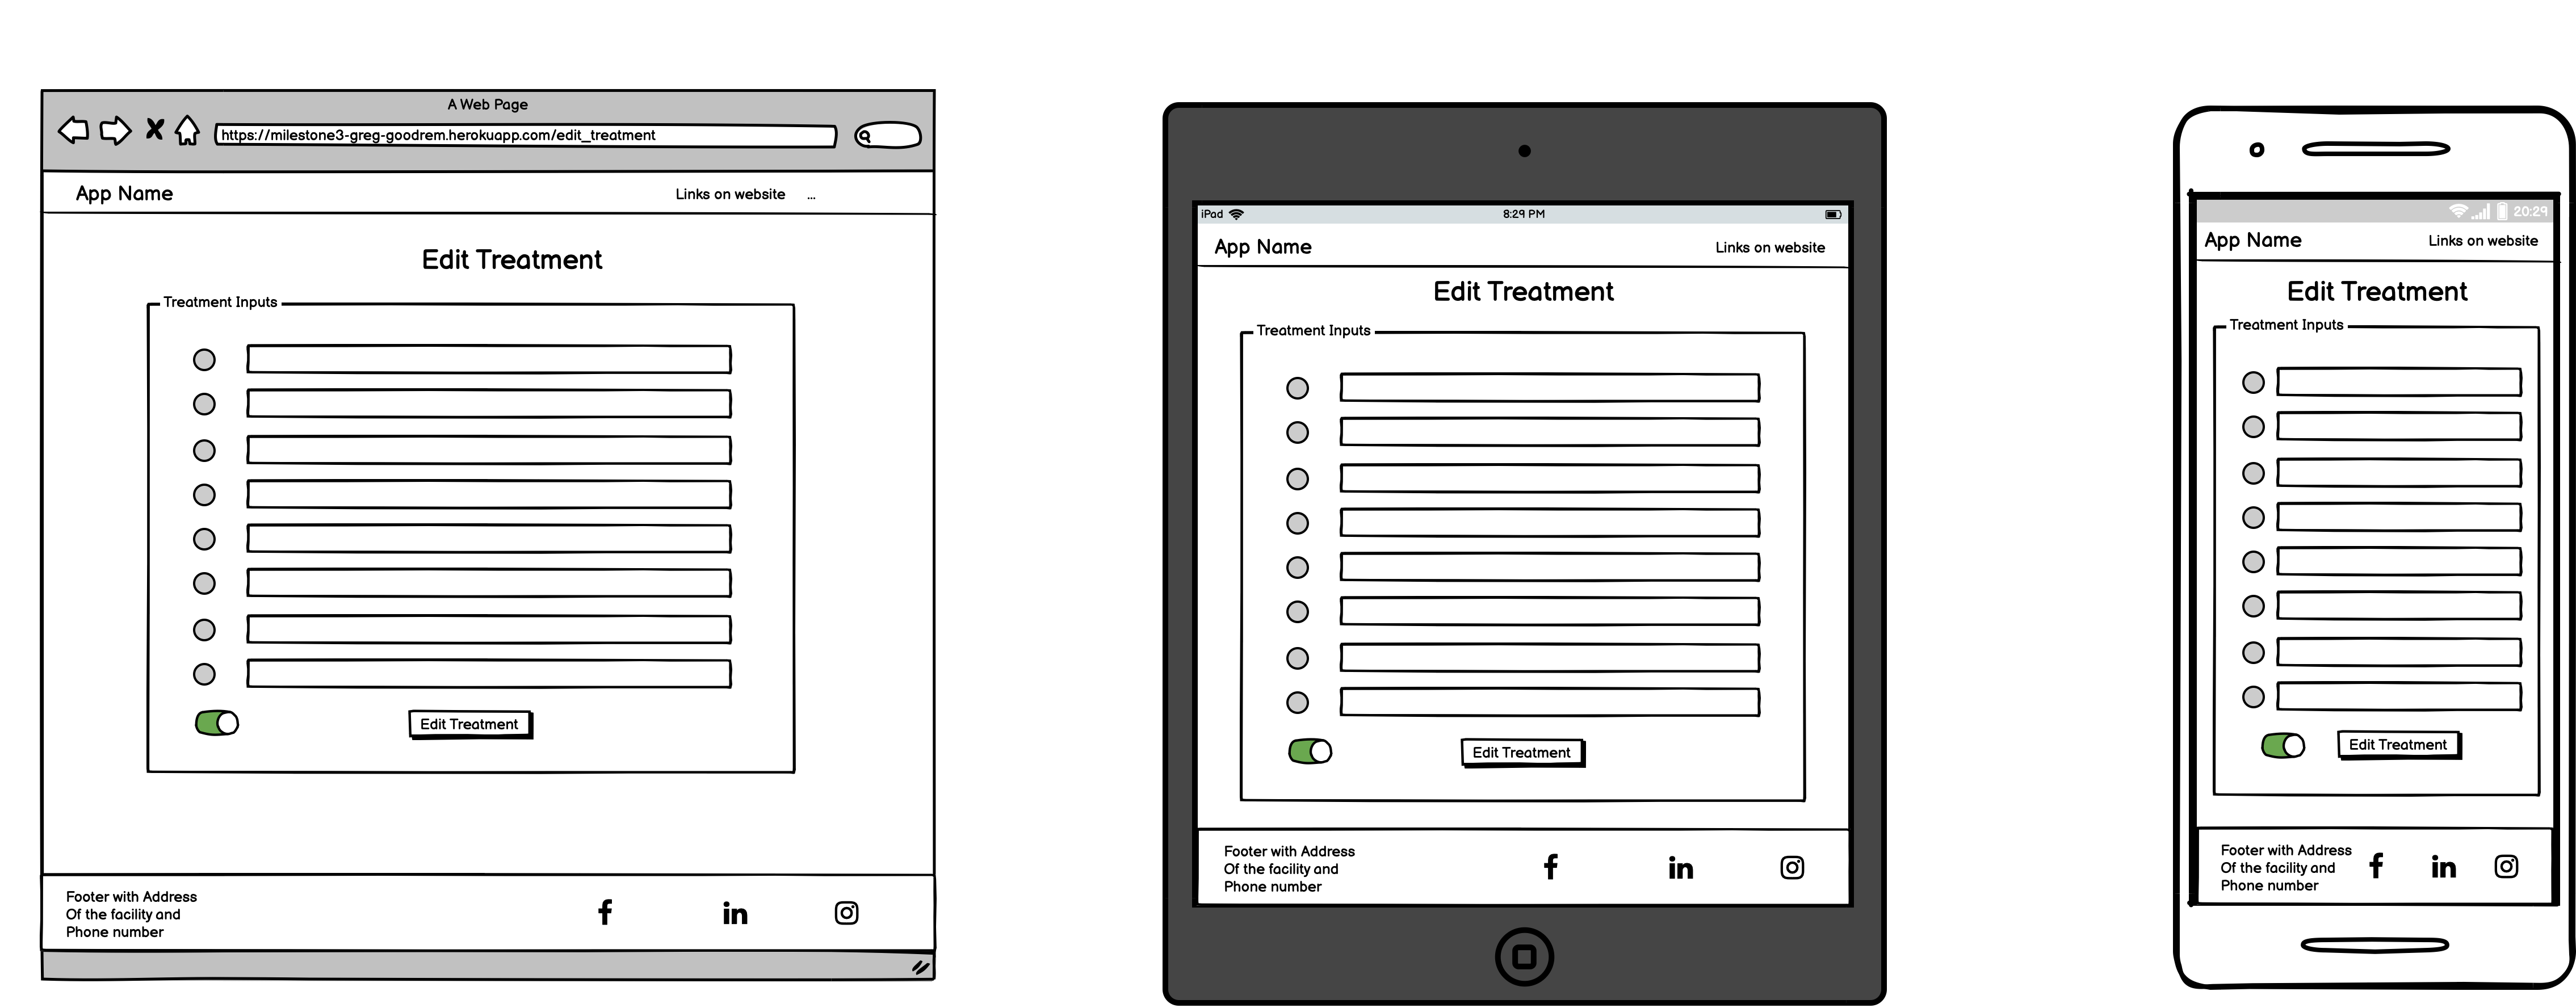 A Web Page
https://milestone3-greg-goodrem.herokuapp.com/edit_treatment
App Name
Links on website ...
Edit Treatment
Treatment Inputs
Edit Treatment
Footer with Address
Of the facility and
Phone number
iPad
8:29 PM
App Name
Links on website
Edit Treatment
Treatment Inputs
Edit Treatment
Footer with Address
Of the facility and
Phone number
20:29
App Name
Links on website
Edit Treatment
Treatment Inputs
Edit Treatment
Footer with Address
Of the facility and
Phone number